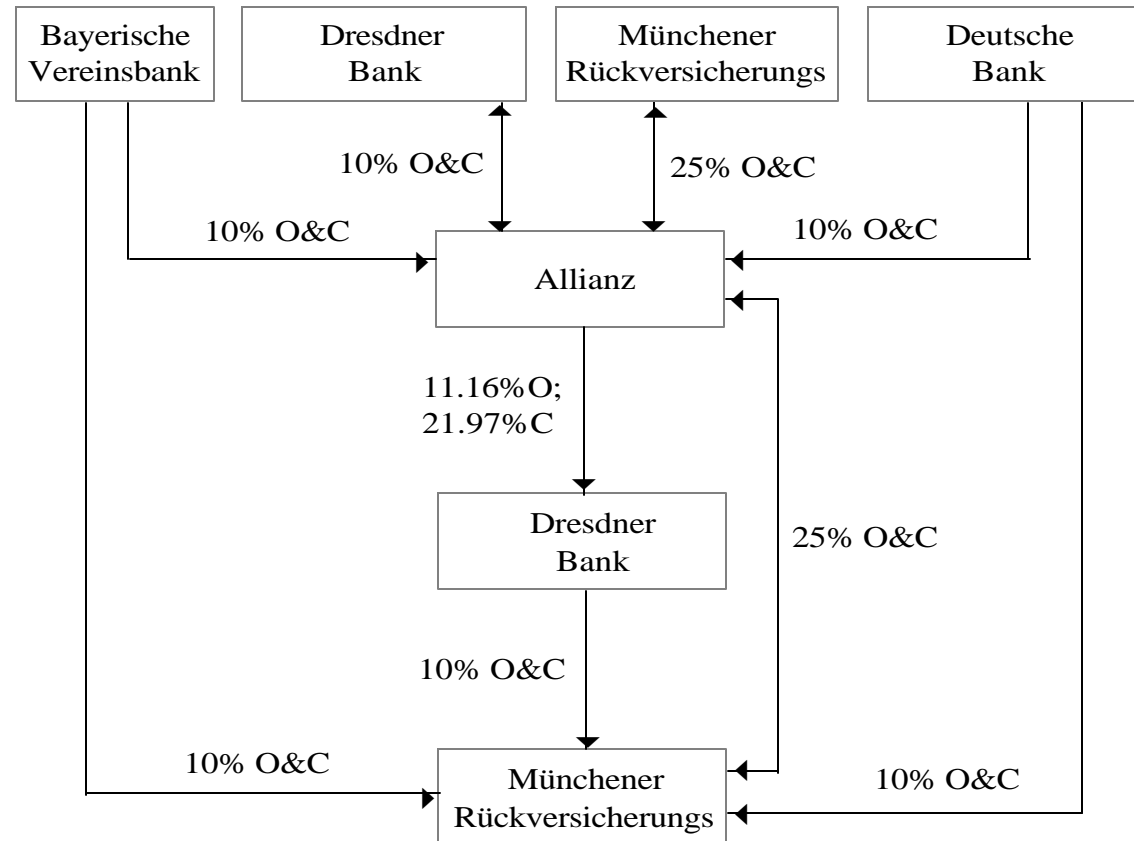 Bayerische
Vereinsbank
Dresdner
Bank
Münchener
Rückversicherungs
Deutsche
Bank
10% O&C
25% O&C
10% O&C
10% O&C
Allianz
11.16%O;
21.97%C
Dresdner
Bank
25% O&C
10% O&C
10% O&C
Münchener
Rückversicherungs
10% O&C